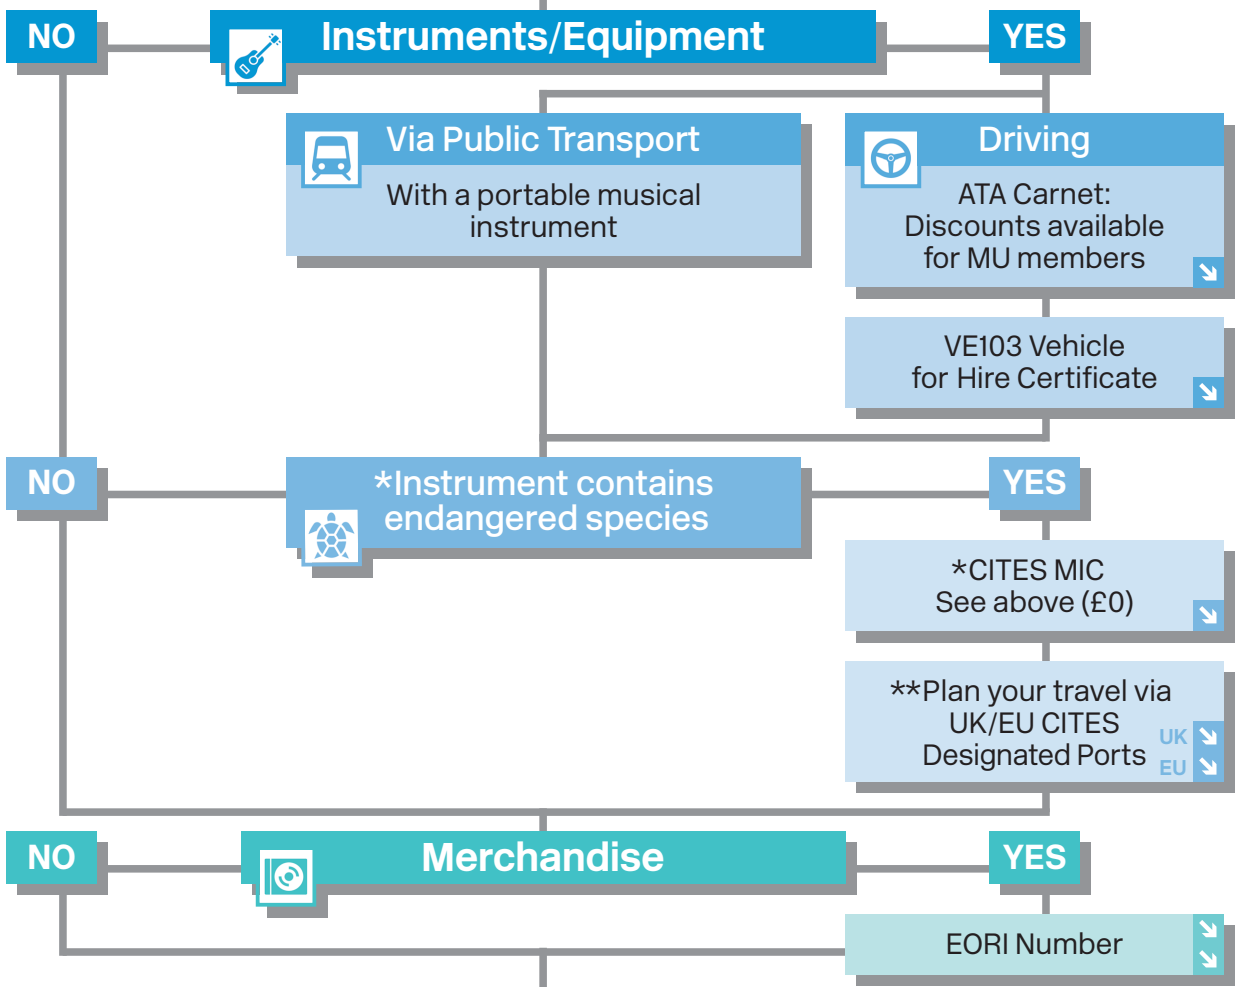 NO
Instruments/Equipment
YES
Via Public Transport
With a portable musical
instrument
Driving
ATA Carnet:
Discounts available
for MU members
VE103 Vehicle
for Hire Certificate
NO
*Instrument contains
endangered species
YES
*CITES MIC
See above (£0)
**Plan your travel via
UK/EU CITES
Designated Ports
UK
EU
NO
Merchandise
YES
EORI Number